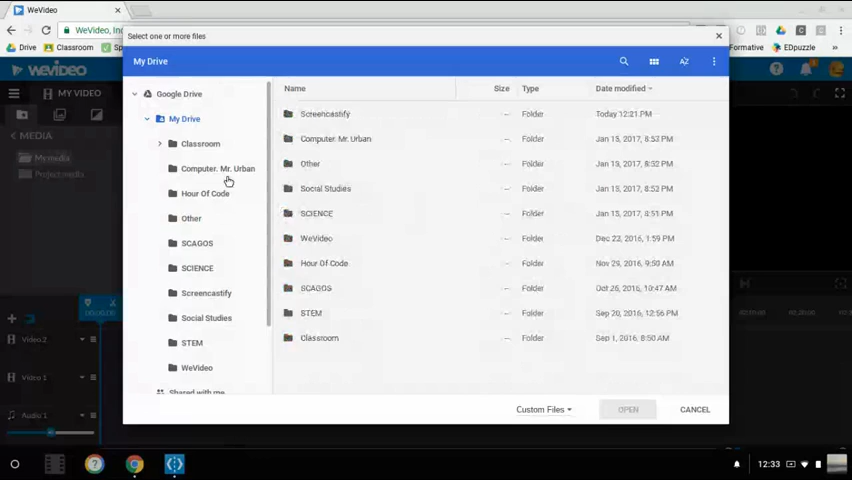 WeVideo
WeVideo, Inc
Drive
Classroom
Formative
EDpuzzle
WEVIDEO
MY VIDEO
MEDIA
My media
Project media
Video 2
Video 1
Audio 1
Select one or more files
My Drive
Google Drive
My Drive
Classroom
Computer. Mr. Urban
Hour Of Code
Other
SCAGOS
SCIENCE
Screencastify
Social Studies
STEM
WeVideo
Shared with me
Name Size Type Date modified
Screencastify -- Folder Today 12:21 PM
Computer. Mr. Urban -- Folder Jan 15, 2017, 8:52 PM
Other -- Folder Jan 15, 2017, 8:52 PM
Social Studies -- Folder Jan 15, 2017, 8:52 PM
SCIENCE -- Folder Jan 15, 2017, 8:51 PM
WeVideo -- Folder Dec 22, 2016, 1:59 PM
Hour Of Code -- Folder Nov 29, 2016, 9:50 AM
SCAGOS -- Folder Oct 26, 2016, 10:47 AM
STEM -- Folder Sep 20, 2016, 12:56 PM
Classroom -- Folder Sep 1, 2016, 8:50 AM
Custom Files OPEN CANCEL
12:33